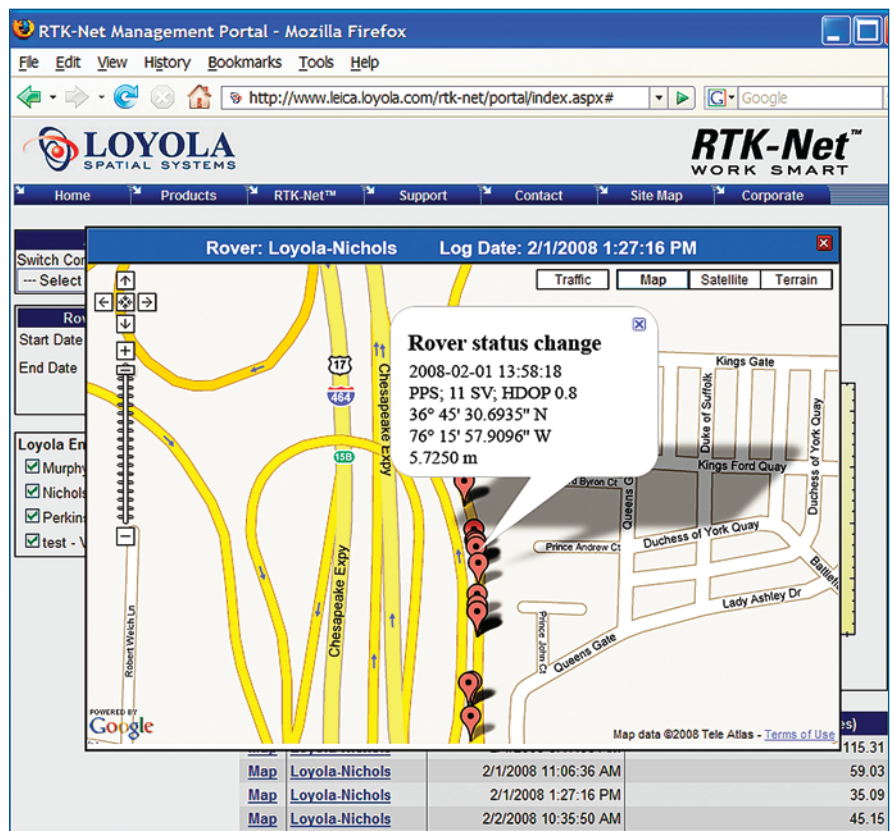 RTK-Net Management Portal - Mozilla Firefox
File Edit View History Bookmarks Tools Help
http://www.leica.loyola.com/rtk-net/portal/index.aspx#
G Google
LOYOLA
SPATIAL SYSTEMS
RTK-Net™
WORK SMART
Home Products RTK-Net™ Support Contact Site Map Corporate
Switch
--- Select
Start Date
End Date
Loyola
Nichols
test -
Rover: Loyola-Nichols Log Date: 2/1/2008 1:27:16 PM
Traffic Map Satellite Terrain
Rover status change
2008-02-01 13:58:18
PPS; 11 SV; HDOP 0.8
36° 45' 30.6935" N
76° 15' 57.9096" W
5.7250 m
17
464
15B
Chesapeake Expy
Chesapeake Expy
Robert Welch Ln
Kings Gate
Duke of Suffolk
Kings Ford Quay
Duchess of York Quay
Byron Ct
Queens
Prince Andrew Ct
Duchess of York Quay
Lady Ashley Dr
Prince John Ct
Queens Gate
POWERED BY
Google
Map data ©2008 Tele Atlas - Terms of Use
115.31
Map Loyola-Nichols 2/1/2008 11:06:36 AM 59.03
Map Loyola-Nichols 2/1/2008 1:27:16 PM 35.09
Map Loyola-Nichols 2/2/2008 10:35:50 AM 45.15